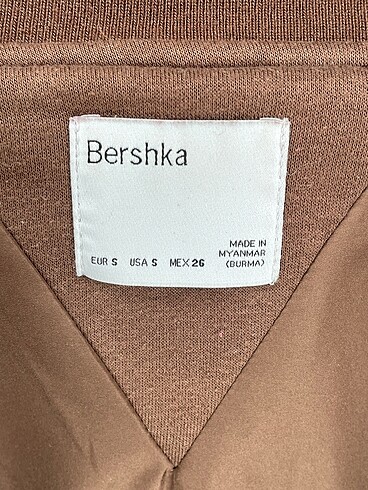 Bershka
MADE IN
MYANMAR
EUR S USA S MEX 26 (BURMA)